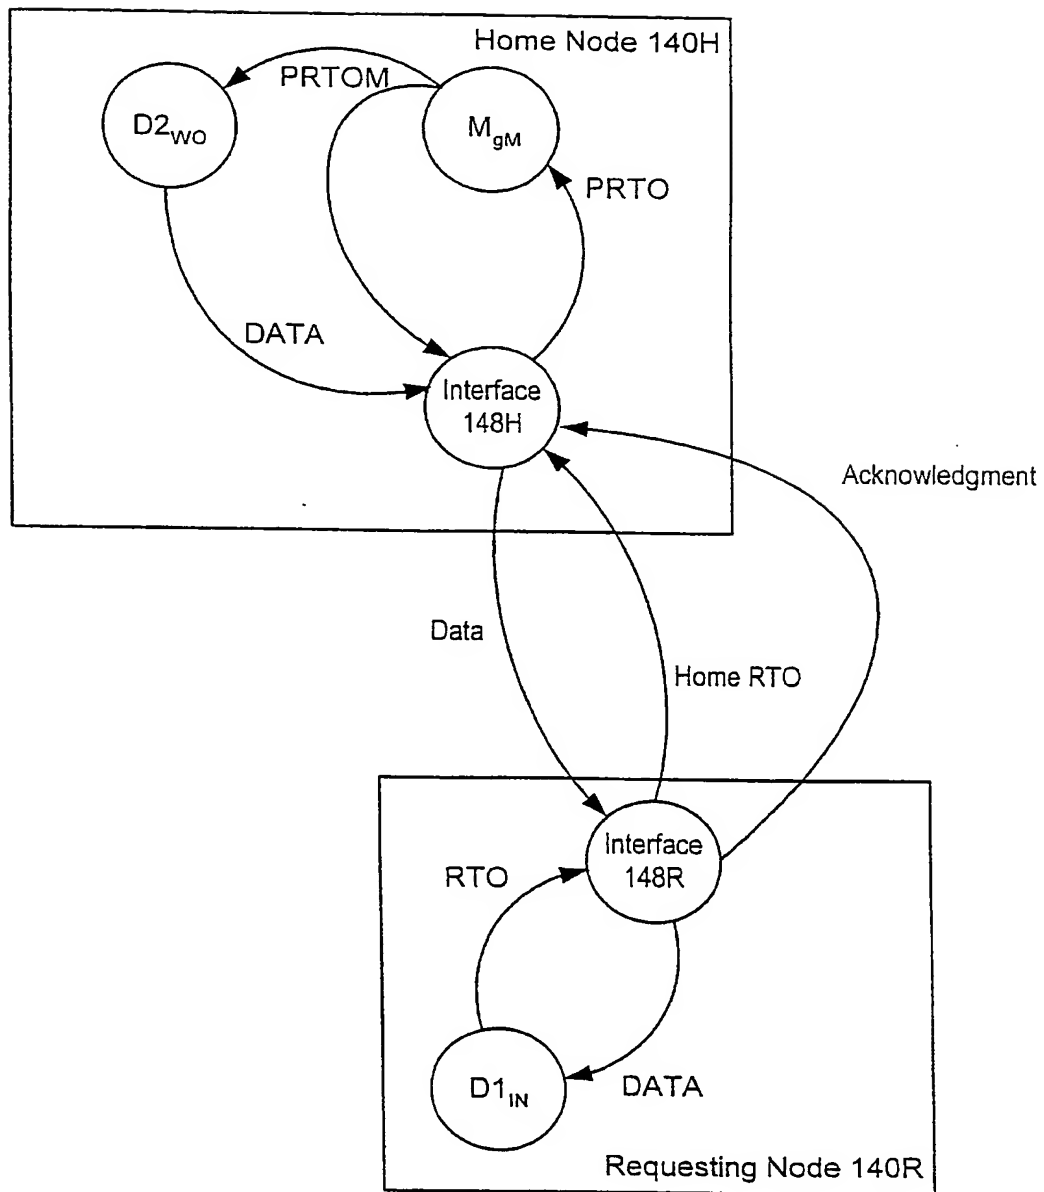 Home Node 140H
PRTOM
D2WO
MgM
PRTO
DATA
Interface
148H
Acknowledgment
Data
Home RTO
Interface
148R
RTO
D1IN
DATA
Requesting Node 140R